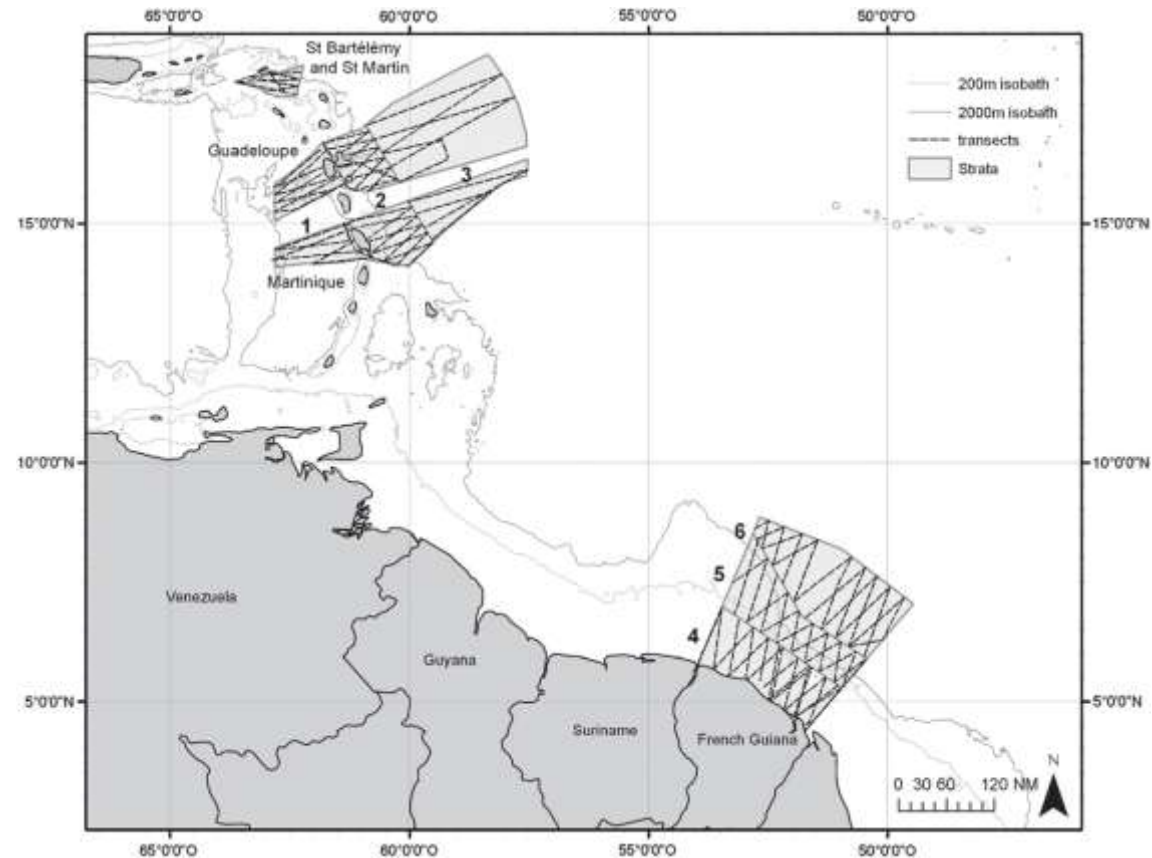 65°0'0"O 60°0'0"O 55°0'0"O 50°0'0"O
St Bartélémy
and St Martin
200m isobath
2000m isobath
transects
Strata
Guadeloupe
3
2
1
15°0'0"N 15°0'0"N
Martinique
10°0'0"N 10°0'0"N
6
5
Venezuela
4
Guyana
5°0'0"N 5°0'0"N
Suriname
French Guiana
N
0 30 60 120 NM
65°0'0"O 60°0'0"O 55°0'0"O 50°0'0"O